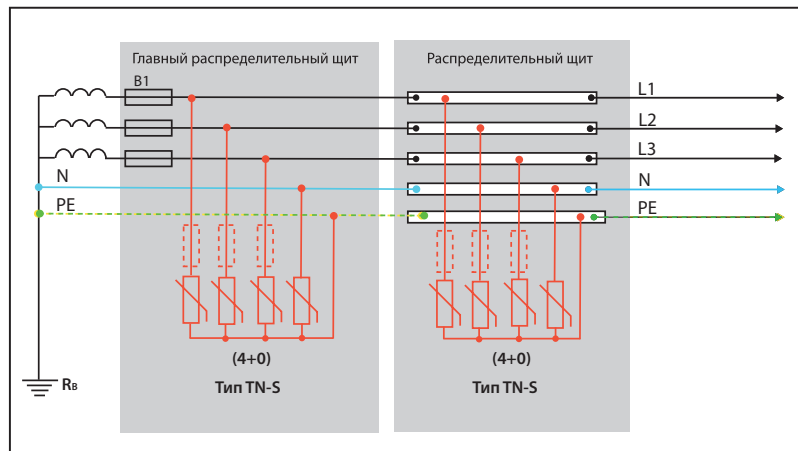 Главный распределительный щит
Распределительный щит
B1
L1
L2
L3
N
N
PE
PE
(4+0)
(4+0)
Тип TN-S
Тип TN-S
RB